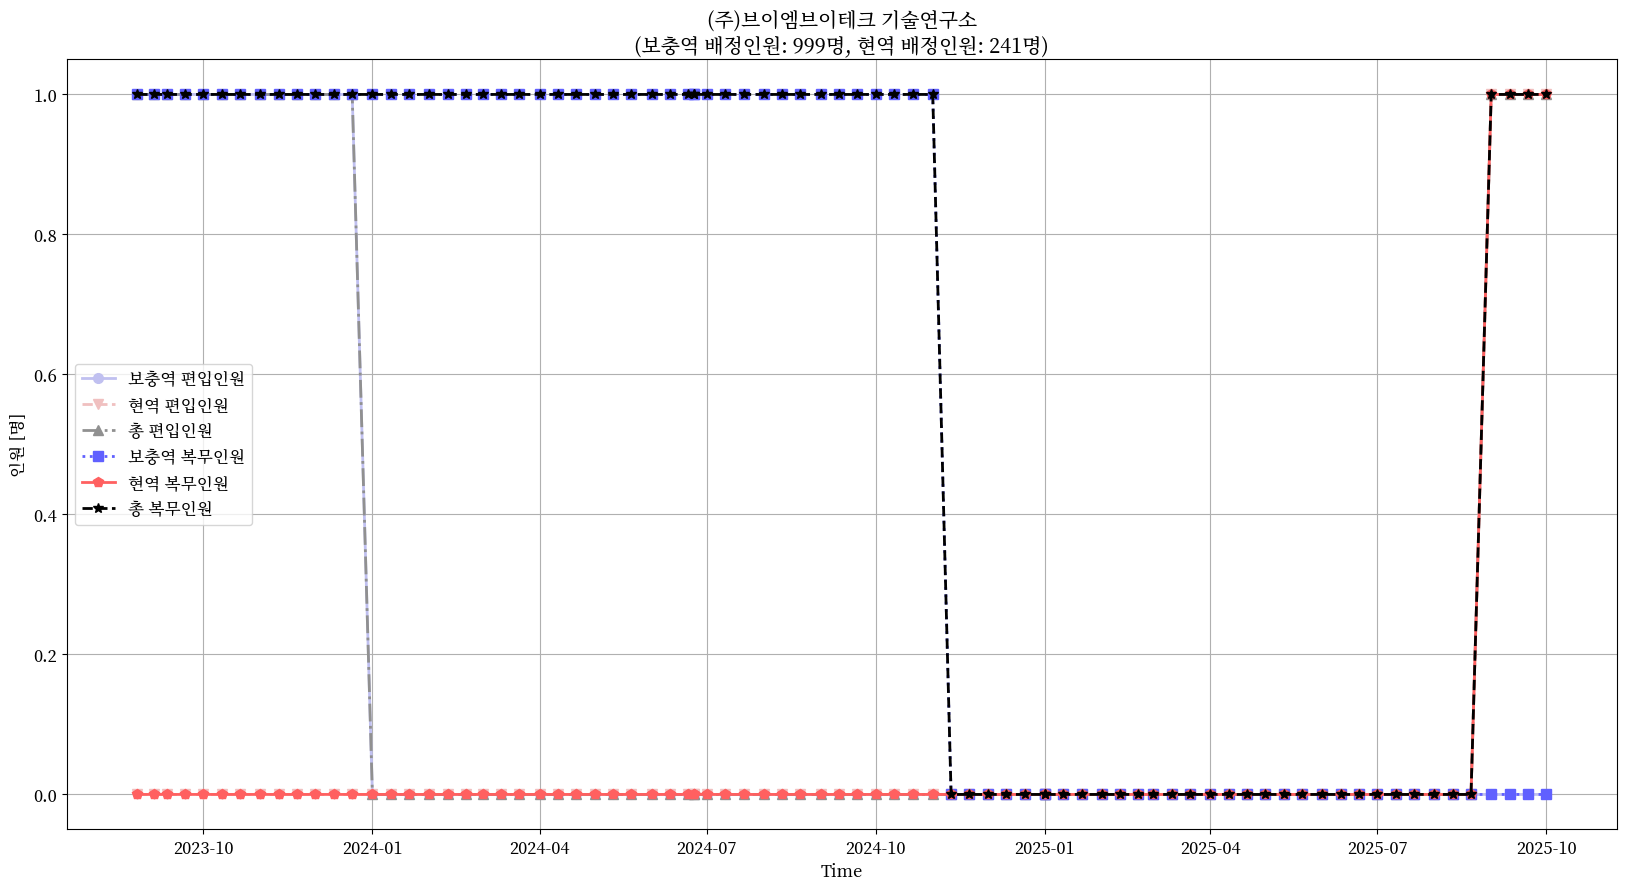 (주)브이엠브이테크 기술연구소
(보충역 배정인원: 999명, 현역 배정인원: 241명)
인원 [명]
1.0
0.8
0.6
0.4
0.2
0.0
보충역 편입인원
현역 편입인원
총 편입인원
보충역 복무인원
현역 복무인원
총 복무인원
2023-10
2024-01
2024-04
2024-07
2024-10
2025-01
2025-04
2025-07
2025-10
Time